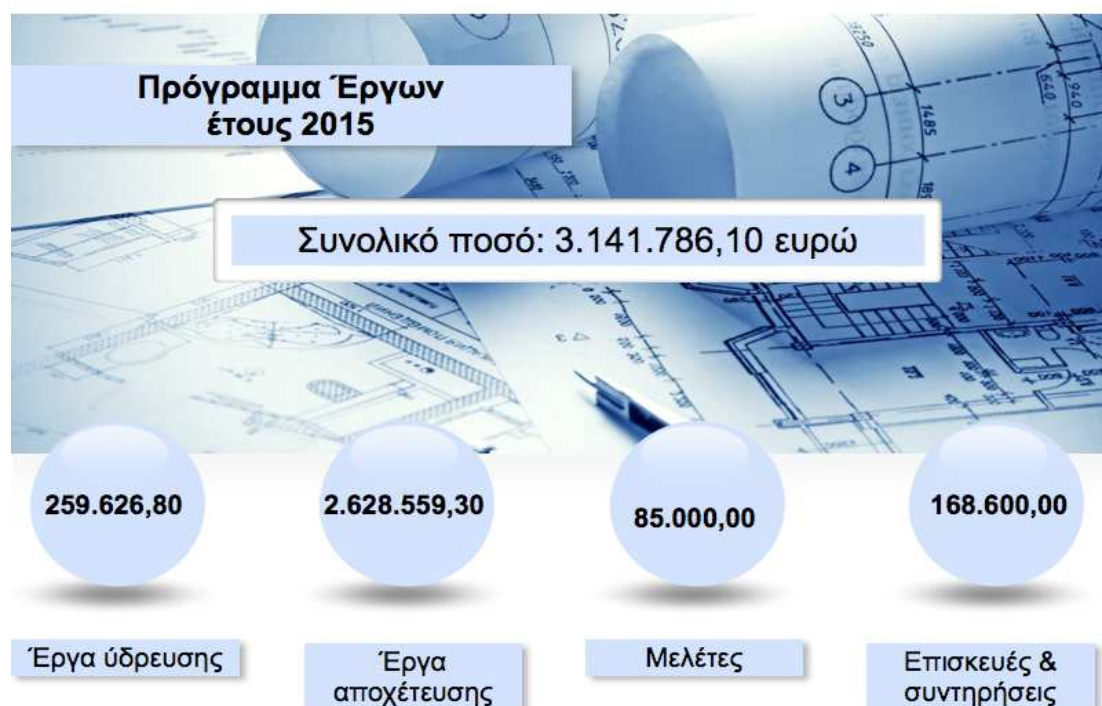 Πρόγραμμα Έργων
έτους 2015
Συνολικό ποσό: 3.141.786,10 ευρώ
259.626,80
2.628.559,30
85.000,00
168.600,00
Έργα ύδρευσης
Έργα
αποχέτευσης
Μελέτες
Επισκευές &
συντηρήσεις